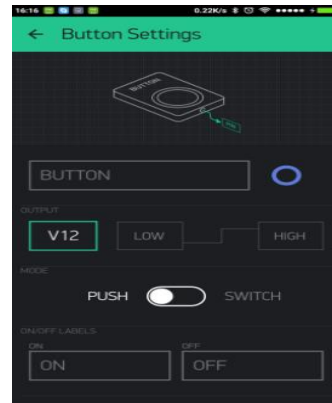 16:16 0.22K/s
← Button Settings
BUTTON
BUTTON
OUTPUT
V12 LOW HIGH
MODE
PUSH SWITCH
ON/OFF LABELS
ON OFF
ON OFF